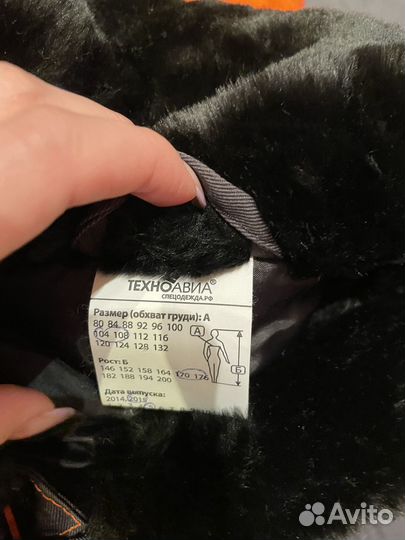 ТЕХНОАВИА
СПЕЦОДЕЖДА.РФ
Размер (обхват груди): А
80 84 88 92 96 100
104 108 112 116
120 124 128 132
Рост: Б
146 152 158 164 170 176
182 188 194 200
Дата выпуска:
2014, 2015
А
Б
Avito